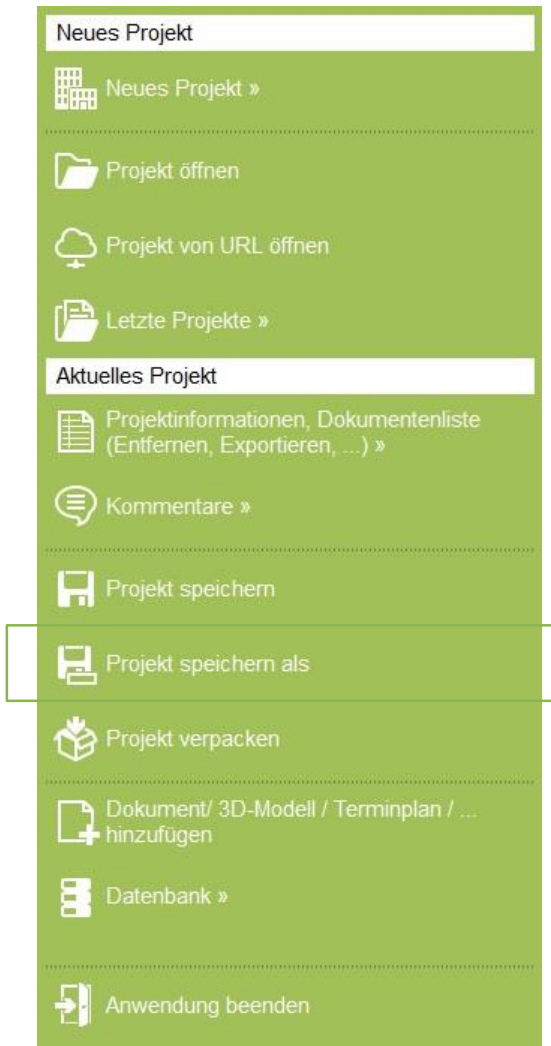 Neues Projekt
Neues Projekt »
Projekt öffnen
Projekt von URL öffnen
Letzte Projekte »
Aktuelles Projekt
Projektinformationen, Dokumentenliste
(Entfernen, Exportieren, ...) »
Kommentare »
Projekt speichern
Projekt speichern als
Projekt verpacken
Dokument/ 3D-Modell / Terminplan / ...
hinzufügen
Datenbank »
Anwendung beenden